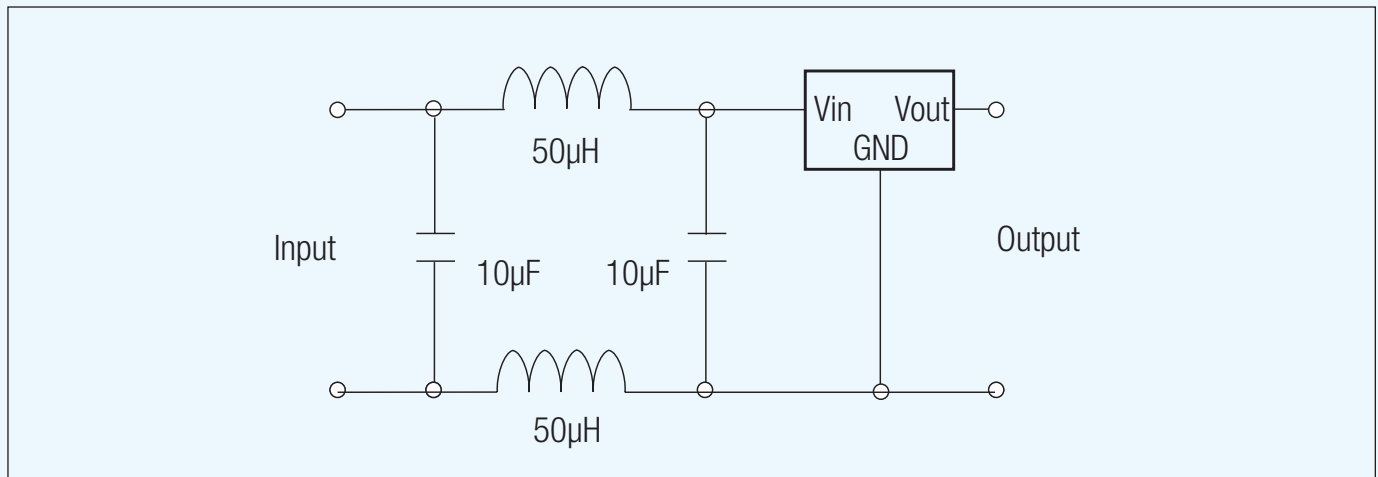 50µH
Vin Vout
GND
Input
10µF
10µF
Output
50µH